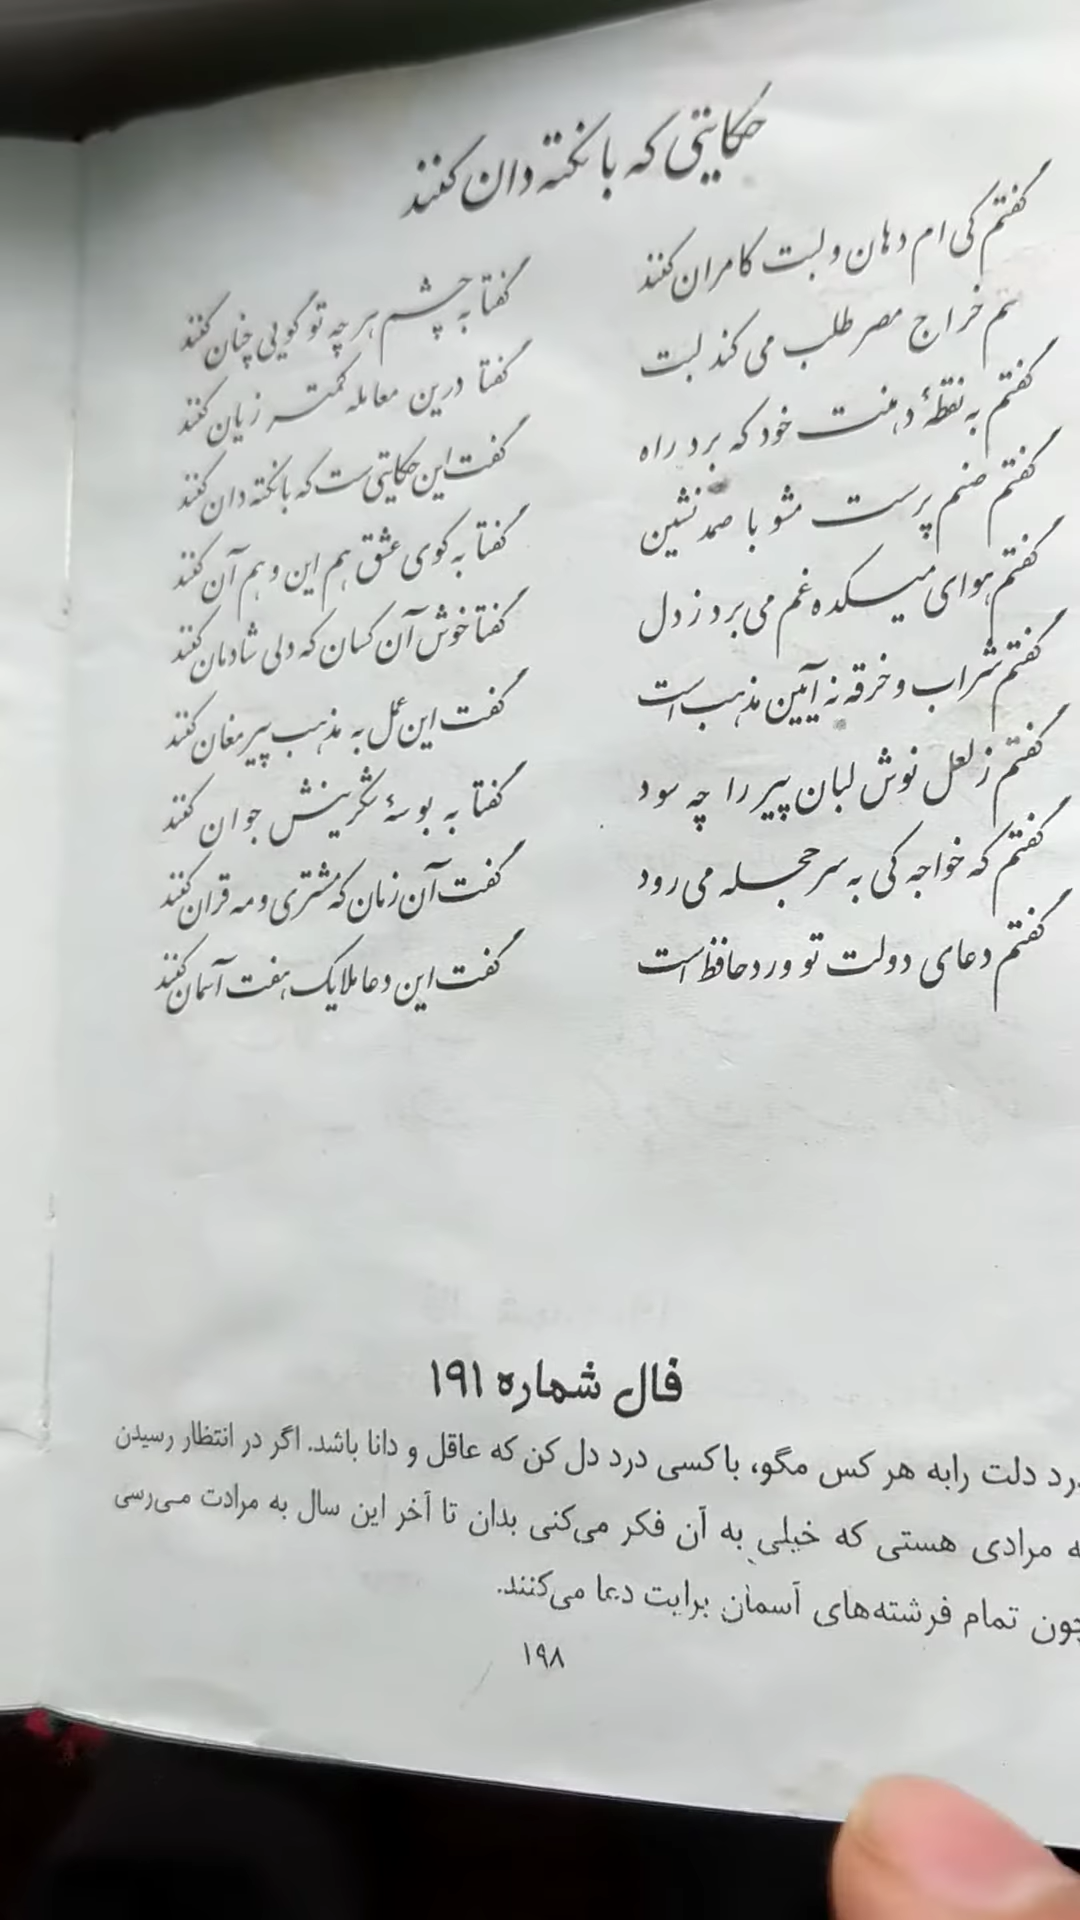 حکایتی که با نکته دان کنند
گفتم کی ام دهان و لبت کامران کنند
گفتا به چشم هر چه تو گویی چنان کنند
خراج مصر طلب می کند لبت
گفتا درین معامله کمتر زیان کنند
گفتم به نقطهٔ دهنت خود که برد راه
گفت این حکایتی ست که با نکته دان کنند
گفتم صنم پرست مشو با صمد نشین
گفتا به کوی عشق هم این و هم آن کنند
گفتم هوای میکده غم می برد ز دل
گفتا خوش آن کسان که دلی شادمان کنند
گفتم شراب و خرقه نه آیین مذهب است
گفت این عمل به مذهب پیر مغان کنند
گفتم ز لعل نوش لبان پیر را چه سود
گفتا به بوسهٔ شکرینش جوان کنند
گفتم که خواجه کی به سر حجله می رود
گفت آن زمان که مشتری و مه قران کنند
گفتم دعای دولت تو ورد حافظ است
گفت این دعا ملایک هفت آسمان کنند
فال شماره ۱۹۱
دلت رابه هر کس مگو، باکسی درد دل کن که عاقل و دانا باشد. اگر در انتظار رسیدن
مرادی هستی که خیلی به آن فکر می‌کنی بدان تا آخر این سال به مرادت می‌رسی
چون تمام فرشته‌های آسمان برایت دعا می‌کنند.
۱۹۸